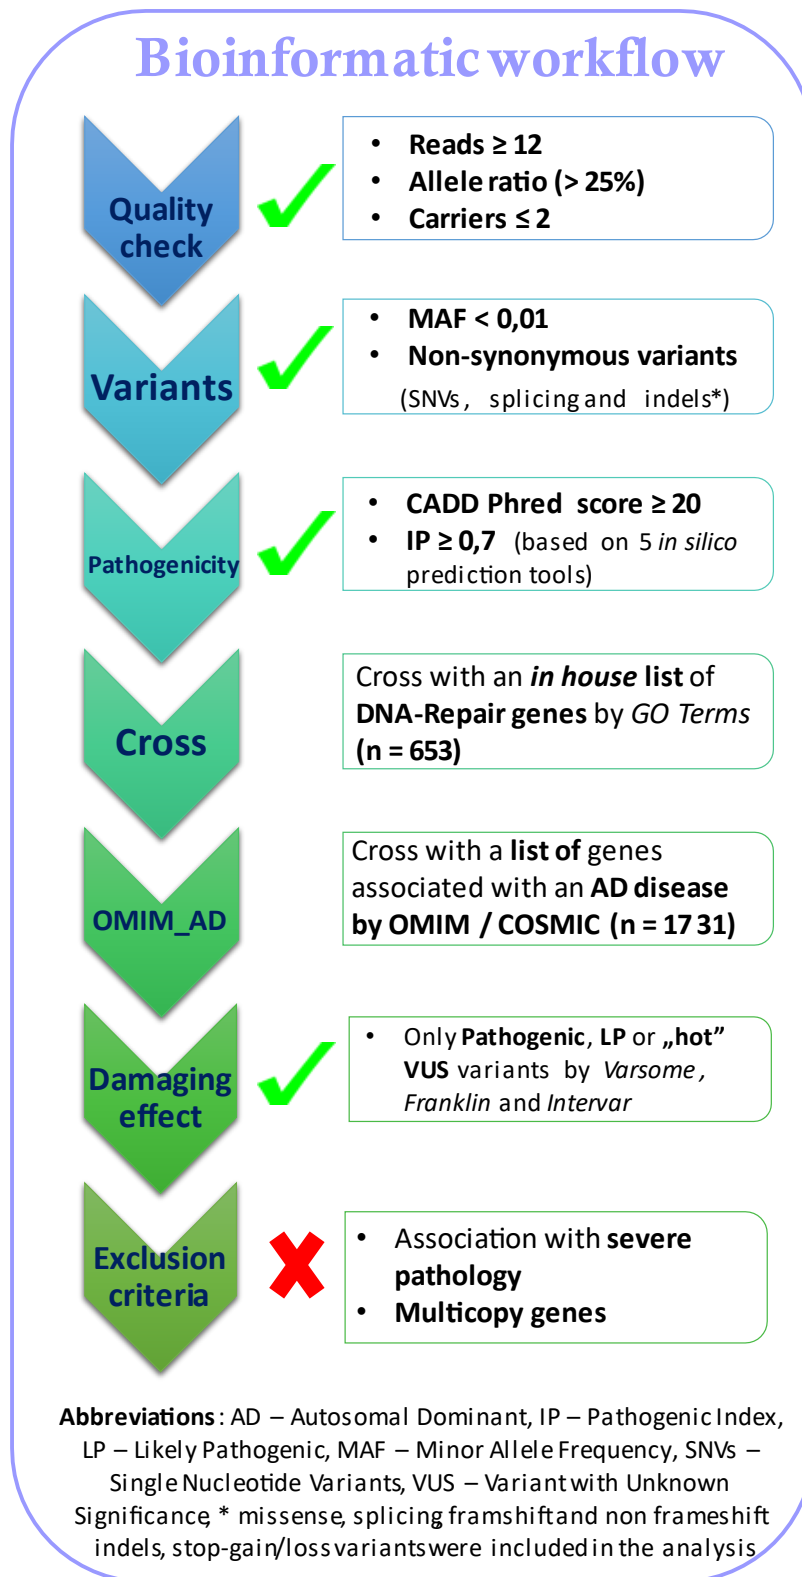 Bioinformatic workflow
Quality
check
• Reads ≥ 12
• Allele ratio (> 25%)
• Carriers ≤ 2
Variants
• MAF < 0,01
• Non-synonymous variants
(SNVs, splicing and indels*)
Pathogenicity
• CADD Phred score ≥ 20
• IP ≥ 0,7 (based on 5 in silico
prediction tools)
Cross
Cross with an in house list of
DNA-Repair genes by GO Terms
(n = 653)
OMIM_AD
Cross with a list of genes
associated with an AD disease
by OMIM / COSMIC (n = 17 31)
Damaging
effect
• Only Pathogenic, LP or „hot”
VUS variants by Varsome,
Franklin and Intervar
Exclusion
criteria
• Association with severe
pathology
• Multicopy genes
Abbreviations: AD – Autosomal Dominant, IP – Pathogenic Index,
LP – Likely Pathogenic, MAF – Minor Allele Frequency, SNVs –
Single Nucleotide Variants, VUS – Variant with Unknown
Significance, * missense, splicing, framshift and non frameshift
indels, stop-gain/loss variants were included in the analysis